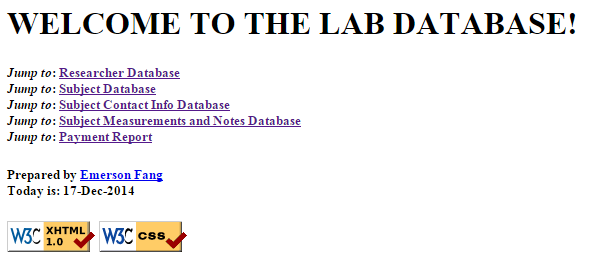 WELCOME TO THE LAB DATABASE!
Jump to: Researcher Database
Jump to: Subject Database
Jump to: Subject Contact Info Database
Jump to: Subject Measurements and Notes Database
Jump to: Payment Report
Prepared by Emerson Fang
Today is: 17-Dec-2014
W3C XHTML 1.0 W3C css